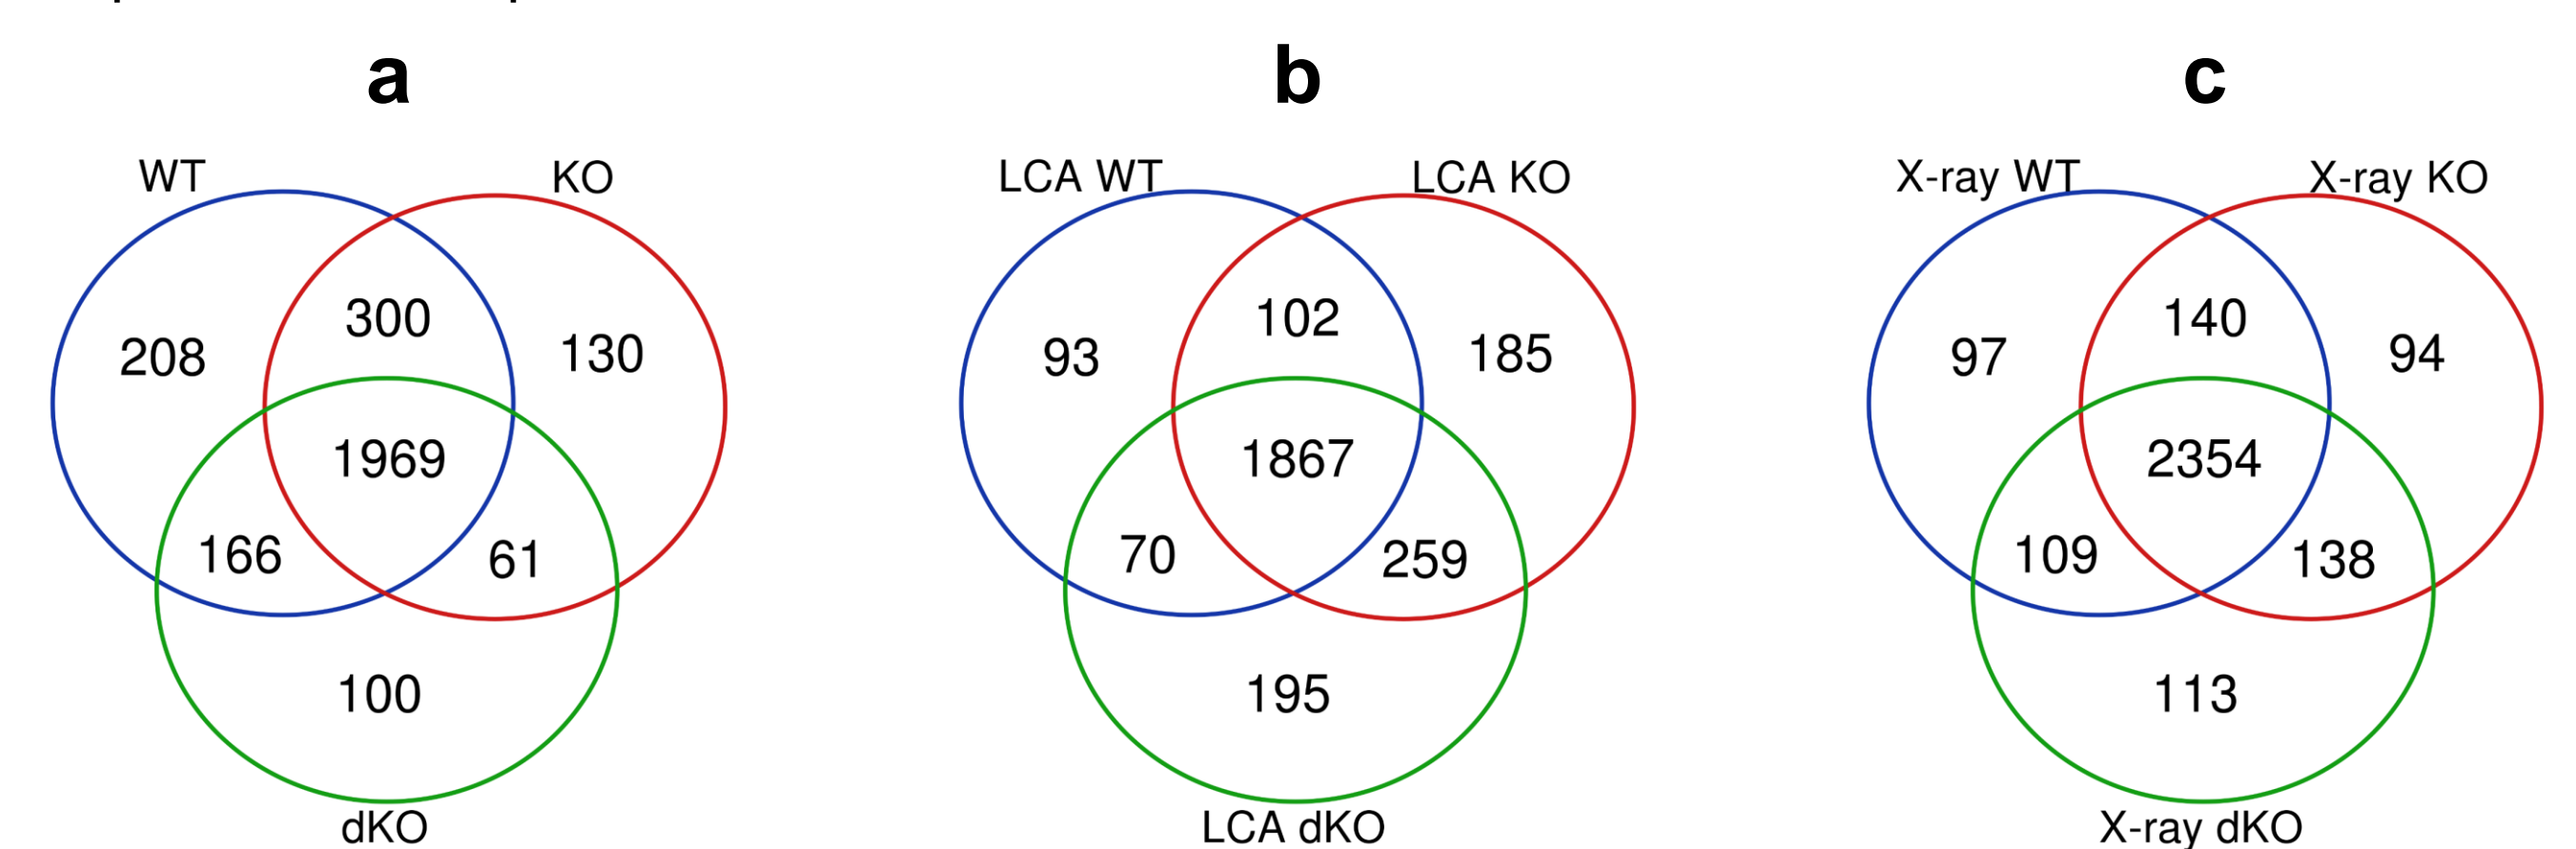 a b c
WT KO LCA WT LCA KO X-ray WT X-ray KO
300 102 140
208 130 93 185 97 94
1969 1867 2354
166 61 70 259 109 138
100 195 113
dKO LCA dKO X-ray dKO